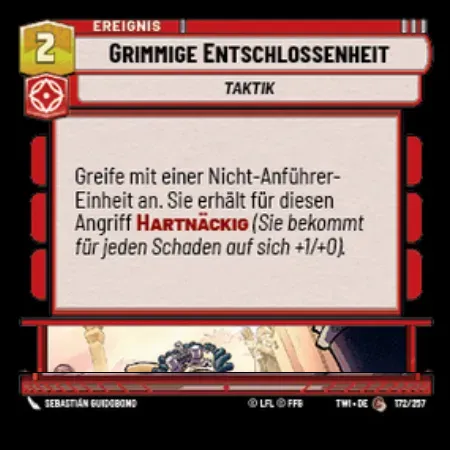 EREIGNIS
2
GRIMMIGE ENTSCHLOSSENHEIT
TAKTIK
Greife mit einer Nicht-Anführer-
Einheit an. Sie erhält für diesen
Angriff HARTNÄCKIG (Sie bekommt
für jeden Schaden auf sich +1/+0).
SEBASTIÁN GUIDOBONO
© LFL Ⓟ FFG
TWI • DE
172/257